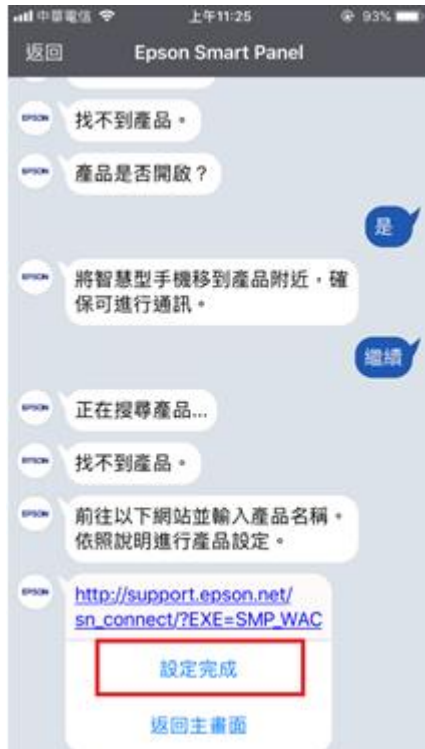 中華電信 上午11:25 93%
返回 Epson Smart Panel
EPSON 找不到產品。
EPSON 產品是否開啟?
是
EPSON 將智慧型手機移到產品附近,確
保可進行通訊。
繼續
EPSON 正在搜尋產品...
EPSON 找不到產品。
EPSON 前往以下網站並輸入產品名稱。
依照說明進行產品設定。
EPSON http://support.epson.net/
sn_connect/?EXE=SMP_WAC
設定完成
返回主畫面